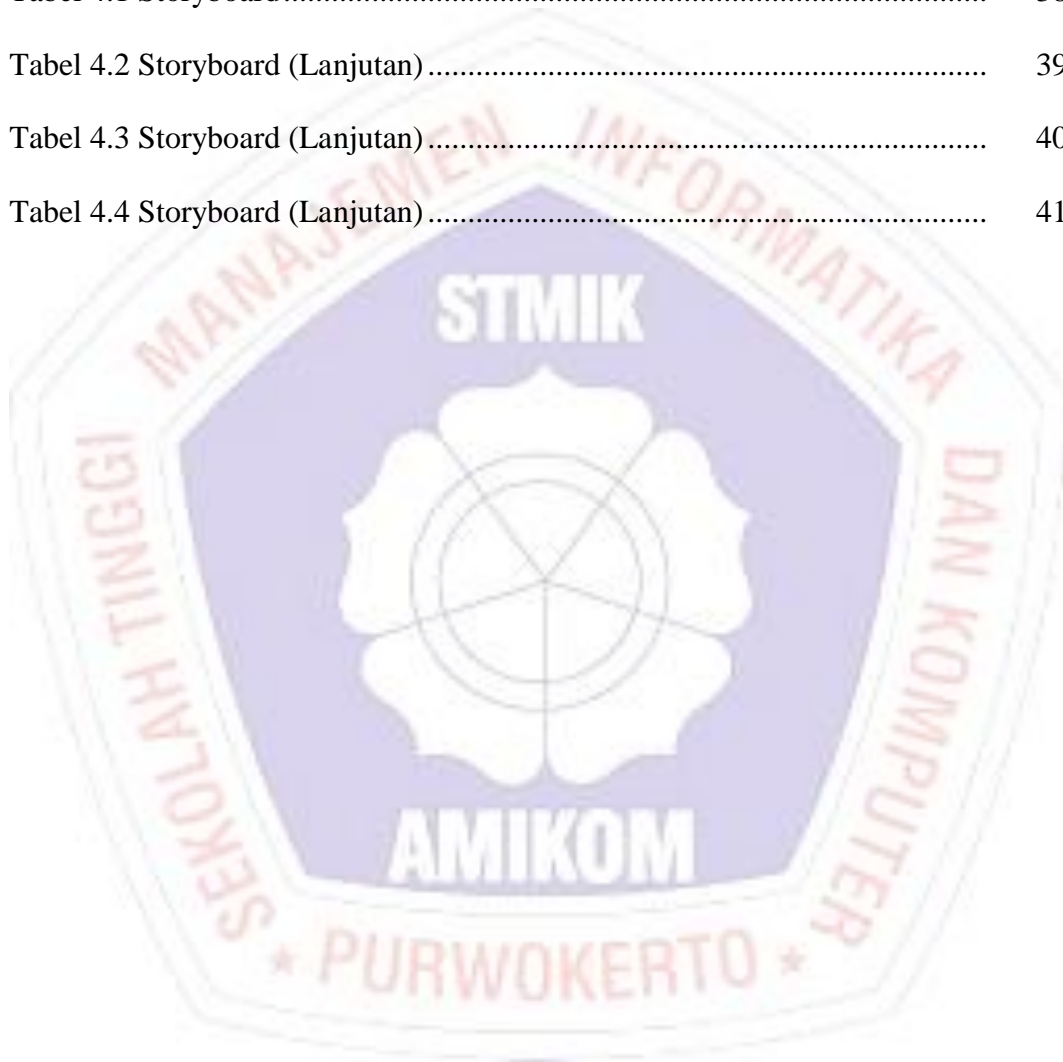 Tabel 4.2 Storyboard (Lanjutan) ...................................................................... 39
Tabel 4.3 Storyboard (Lanjutan) ...................................................................... 40
Tabel 4.4 Storyboard (Lanjutan) ...................................................................... 41
SEKOLAH TINGGI MANAJEMEN INFORMATIKA DAN KOMPUTER
STMIK
AMIKOM
* PURWOKERTO *